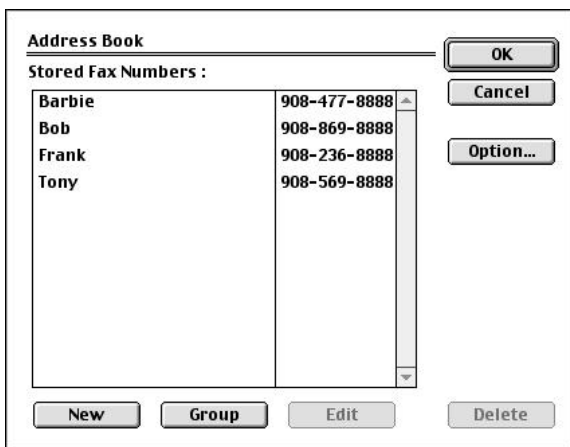 Address Book
OK
Stored Fax Numbers :
Cancel
Barbie 908-477-8888
Bob 908-869-8888
Frank 908-236-8888
Option...
Tony 908-569-8888
New Group Edit Delete